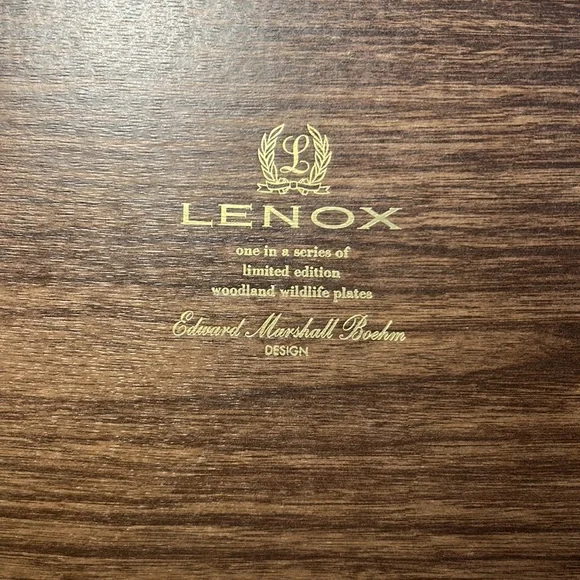 L
LENOX
one in a series of
limited edition
woodland wildlife plates
Edward Marshall Boehm
DESIGN